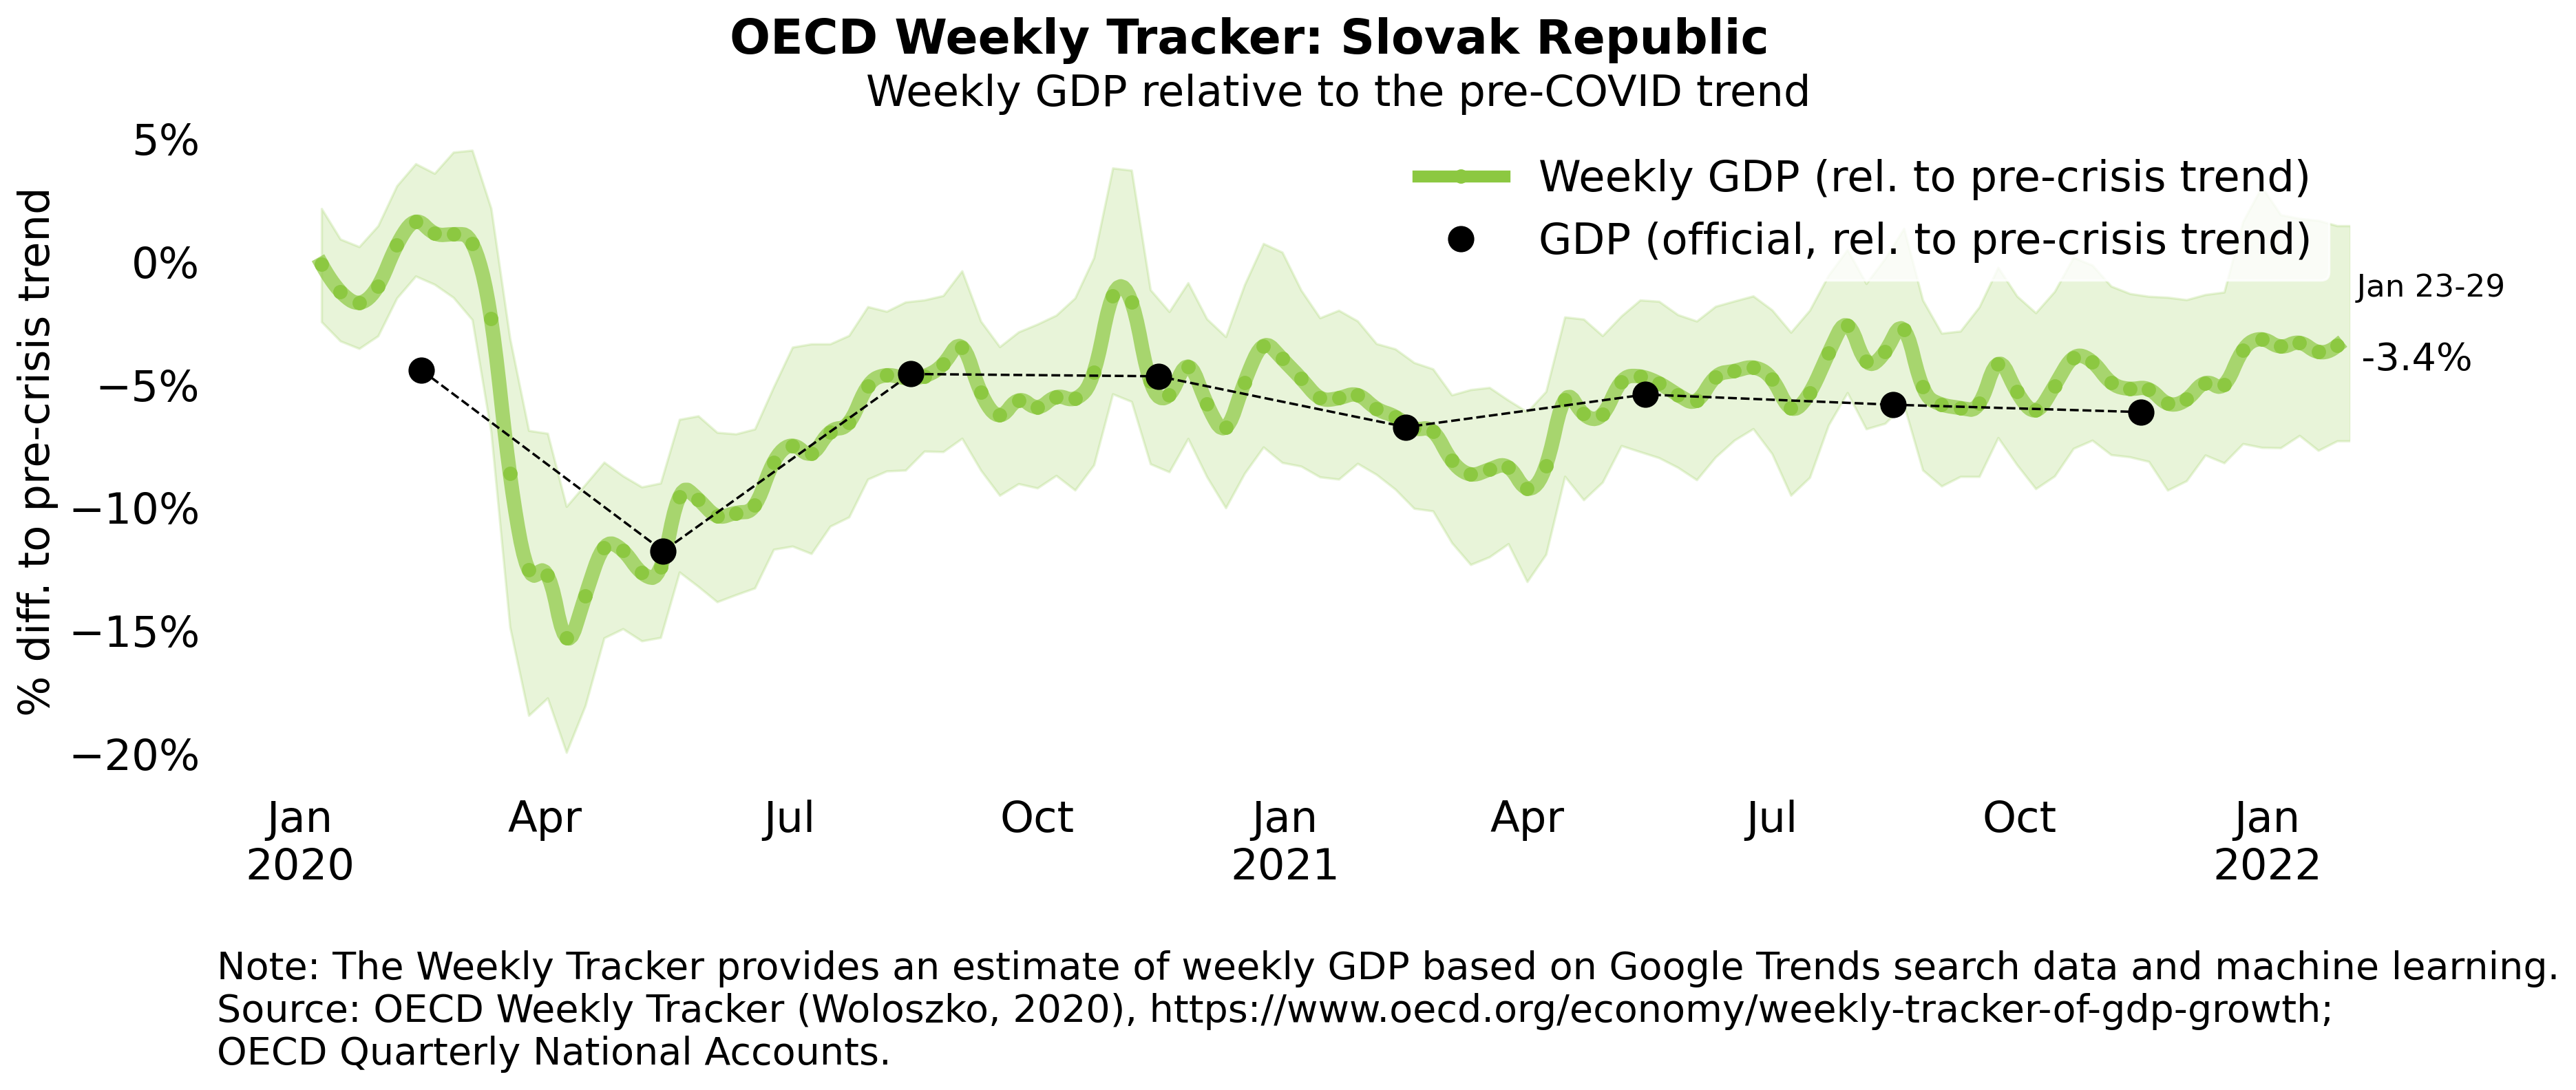 OECD Weekly Tracker: Slovak Republic
Weekly GDP relative to the pre-COVID trend
% diff. to pre-crisis trend
5%
0%
−5%
−10%
−15%
−20%
Weekly GDP (rel. to pre-crisis trend)
GDP (official, rel. to pre-crisis trend)
Jan 23-29
-3.4%
Jan Apr Jul Oct Jan Apr Jul Oct Jan
2020 2021 2022
Note: The Weekly Tracker provides an estimate of weekly GDP based on Google Trends search data and machine learning.
Source: OECD Weekly Tracker (Woloszko, 2020), https://www.oecd.org/economy/weekly-tracker-of-gdp-growth;
OECD Quarterly National Accounts.